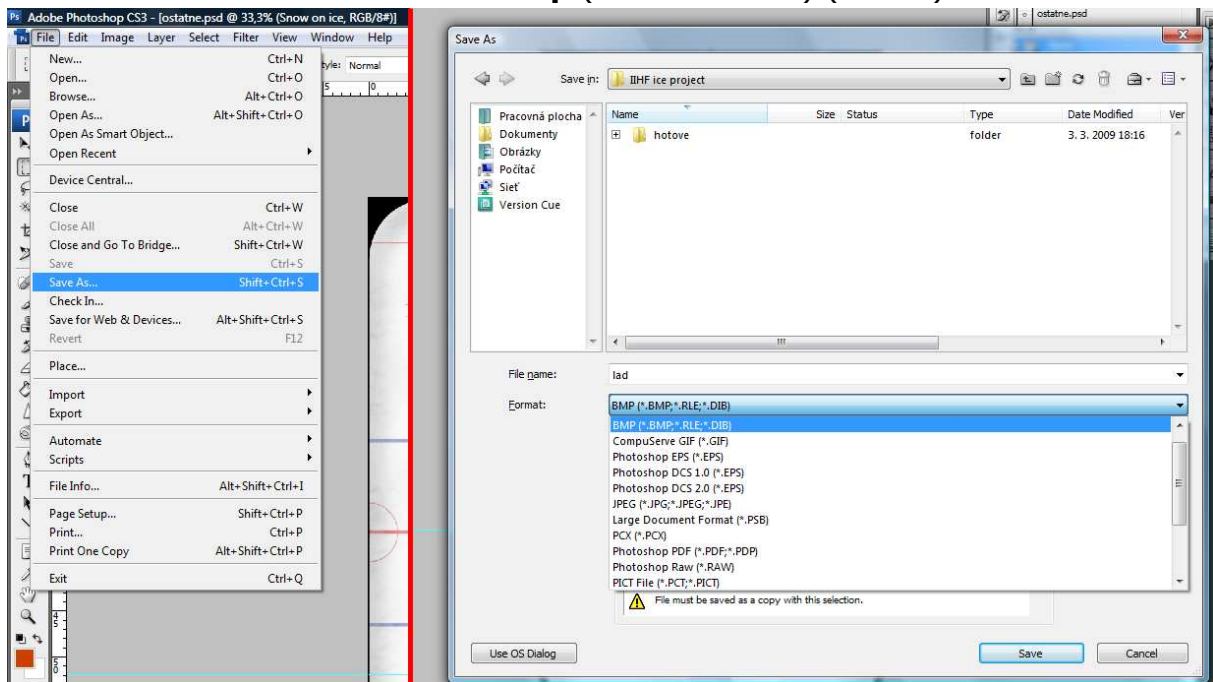 Adobe Photoshop CS3 - [ostatne.psd @ 33,3% (Snow on ice, RGB/8#)]
File Edit Image Layer Select Filter View Window Help
New... Ctrl+N
Open... Ctrl+O
Browse... Alt+Ctrl+O
Open As... Alt+Shift+Ctrl+O
Open As Smart Object...
Open Recent
Device Central...
Close Ctrl+W
Close All Alt+Ctrl+W
Close and Go To Bridge... Shift+Ctrl+W
Save Ctrl+S
Save As... Shift+Ctrl+S
Check In...
Save for Web & Devices... Alt+Shift+Ctrl+S
Revert F12
Place...
Import
Export
Automate
Scripts
File Info... Alt+Shift+Ctrl+I
Page Setup... Shift+Ctrl+P
Print... Ctrl+P
Print One Copy Alt+Shift+Ctrl+P
Exit Ctrl+Q
Normal
ostatne.psd
Save As
Save in: IIHF ice project
Pracovná plocha
Dokumenty
Obrázky
Počítač
Sieť
Version Cue
Name Size Status Type Date Modified Ver
hotove folder 3. 3. 2009 18:16
File name: lad
Format: BMP (*.BMP;*.RLE;*.DIB)
BMP (*.BMP;*.RLE;*.DIB)
CompuServe GIF (*.GIF)
Photoshop EPS (*.EPS)
Photoshop DCS 1.0 (*.EPS)
Photoshop DCS 2.0 (*.EPS)
JPEG (*.JPG;*.JPEG;*.JPE)
Large Document Format (*.PSB)
PCX (*.PCX)
Photoshop PDF (*.PDF;*.PDP)
Photoshop Raw (*.RAW)
PICT File (*.PCT;*.PICT)
File must be saved as a copy with this selection.
Use OS Dialog Save Cancel